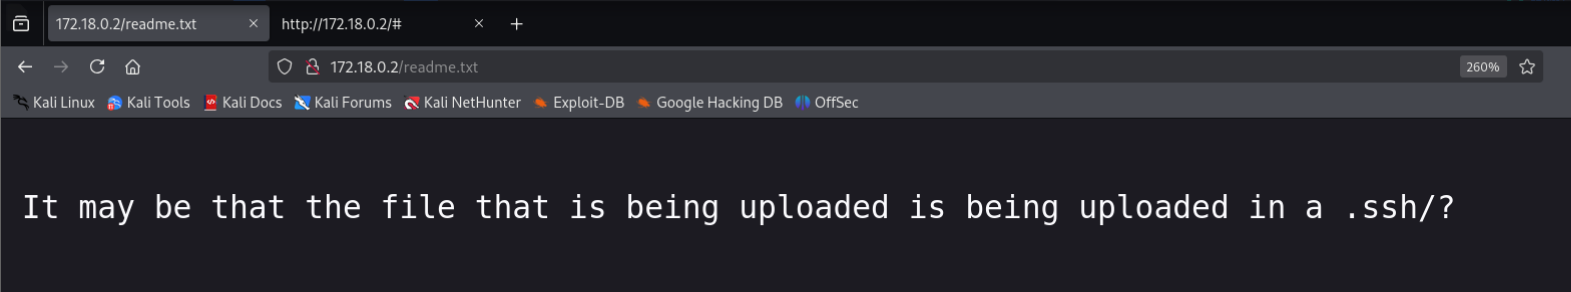 172.18.0.2/readme.txt
http://172.18.0.2/#
172.18.0.2/readme.txt
260%
Kali Linux Kali Tools Kali Docs Kali Forums Kali NetHunter Exploit-DB Google Hacking DB OffSec
It may be that the file that is being uploaded is being uploaded in a .ssh/?